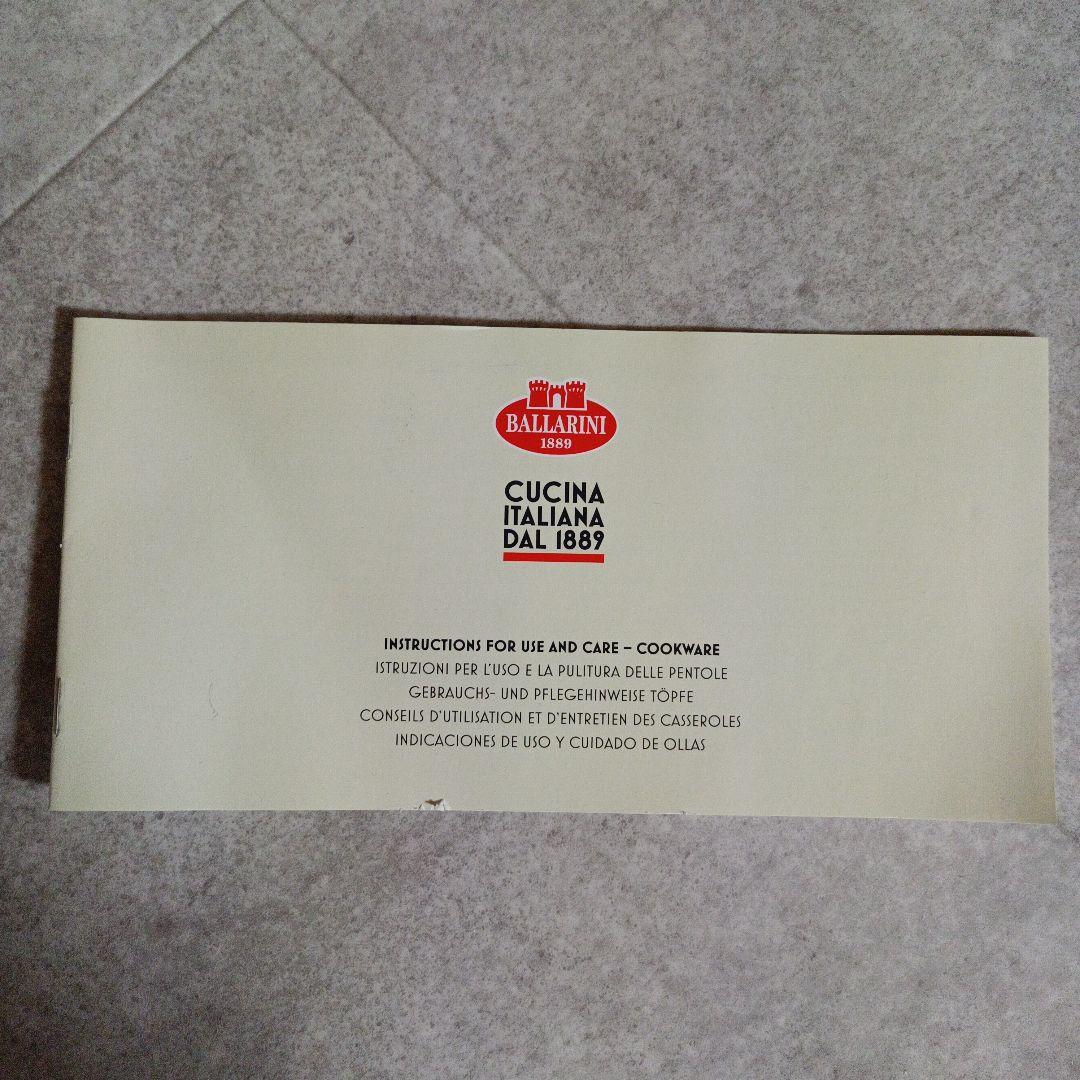 BALLARINI
1889
CUCINA
ITALIANA
DAL 1889
INSTRUCTIONS FOR USE AND CARE – COOKWARE
ISTRUZIONI PER L'USO E LA PULITURA DELLE PENTOLE
GEBRAUCHS- UND PFLEGEHINWEISE TÖPFE
CONSEILS D'UTILISATION ET D'ENTRETIEN DES CASSEROLES
INDICACIONES DE USO Y CUIDADO DE OLLAS